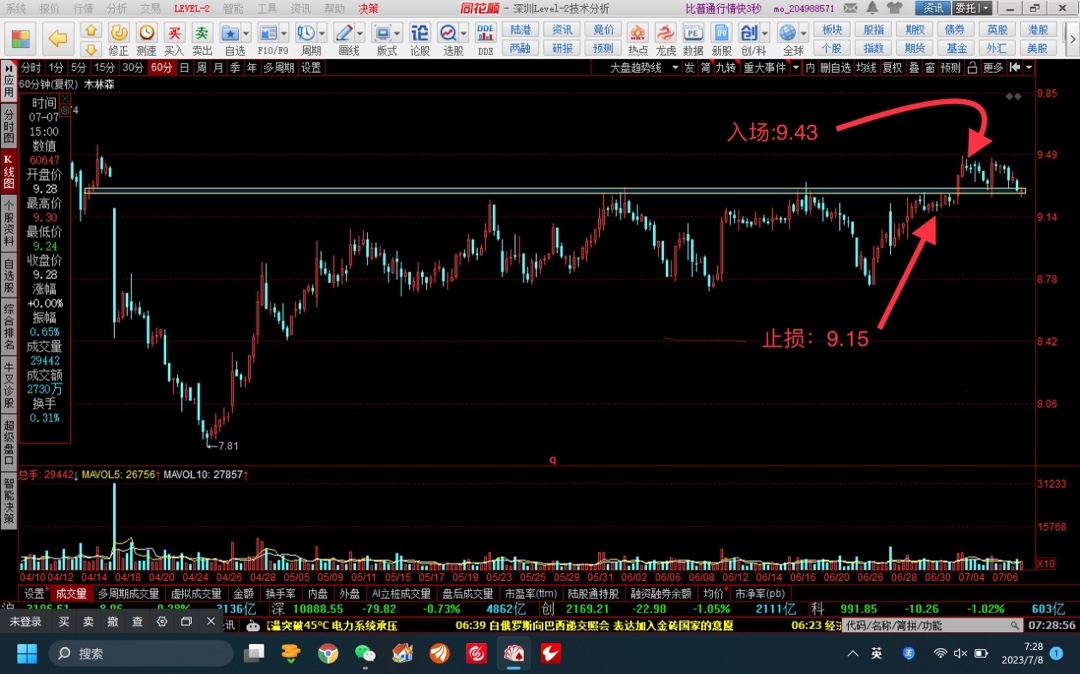 系统 报价 行情 分析 交易 LEVEL-2 智能 工具 资讯 帮助 决策 同花顺 - 深圳Level-2技术分析 比普通行情快3秒 mo_204988571 资讯 委托
修正 测速 买入 卖出 自选 F10/F9 周期 画线 版式 论股 选股 DDE 两融 研报 预测 热点 龙虎 数据 新股 创/科 全球 个股 指数 期货 基金 外汇 美股
陆港 资讯 竞价 板块 股指 期权 债券 英股 港股
应用 分时 1分 5分 15分 30分 60分 日 周 月 季 年 多周期 设置 大盘趋势线 发 简 九转 重大事件 内 删自选 均线 复权 叠 窗 预测 更多
60分钟(复权) 木林森
分时图
K线图
个股资料
自选股
综合排名
牛叉诊股
超级盘口
智能决策
时间
07-07
15:00
数值
60647
开盘价
9.28
最高价
9.30
最低价
9.24
收盘价
9.28
涨幅
+0.00%
振幅
0.65%
成交量
29442
成交额
2730万
换手
0.31%
入场:9.43
止损：9.15
9.85
9.49
9.14
8.78
8.42
8.06
←7.81
q
总手: 29442↓ MAVOL5: 26756↑ MAVOL10: 27857↑
31233
15768
X10
04/10 04/12 04/14 04/18 04/20 04/24 04/26 04/28 05/05 05/09 05/11 05/15 05/17 05/19 05/23 05/25 05/29 05/31 06/02 06/06 06/08 06/12 06/14 06/16 06/20 06/26 06/28 06/30 07/04 07/06
设置 成交量 多周期成交量 虚拟成交量 金额 换手率 内盘 外盘 AI立桩成交量 盘后成交量 市盈率(ttm) 陆股通持股 融资融券余额 均价 市净率(pb)
沪 3136亿 深 10888.55 -79.82 -0.73% 4862亿 创 2169.21 -22.98 -1.05% 2111亿 科 991.85 -10.26 -1.02% 603亿
未登录 买 卖 撤 查 讯 温突破45℃ 电力系统承压 06:39 白俄罗斯向巴西递交照会 表达加入金砖国家的意愿 06:23 代码/名称/简拼/功能 07:28:56
搜索 英 7:28
2023/7/8 1